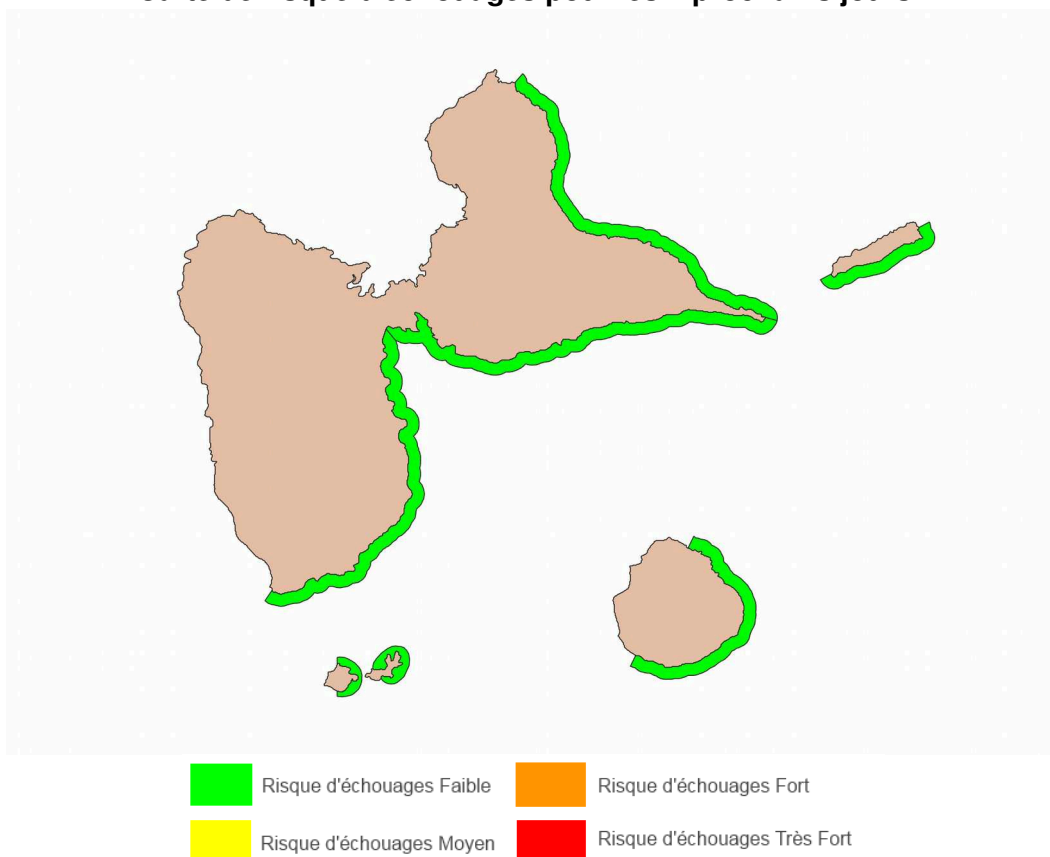 Risque d'échouages Faible
Risque d'échouages Fort
Risque d'échouages Moyen
Risque d'échouages Très Fort